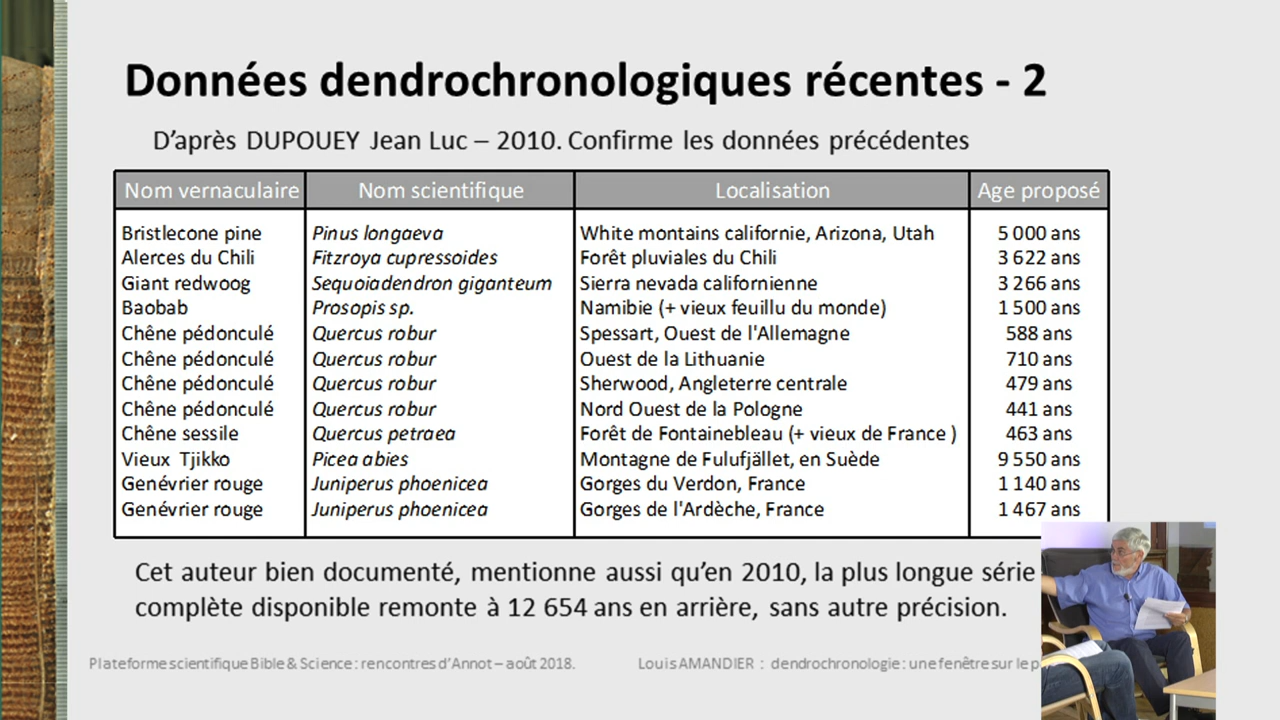 Données dendrochronologiques récentes - 2
D'après DUPOUEY Jean Luc – 2010. Confirme les données précédentes
Nom vernaculaire Nom scientifique Localisation Age proposé
Bristlecone pine Pinus longaeva White montains californie, Arizona, Utah 5 000 ans
Alerces du Chili Fitzroya cupressoides Forêt pluviales du Chili 3 622 ans
Giant redwoog Sequoiadendron giganteum Sierra nevada californienne 3 266 ans
Baobab Prosopis sp. Namibie (+ vieux feuillu du monde) 1 500 ans
Chêne pédonculé Quercus robur Spessart, Ouest de l'Allemagne 588 ans
Chêne pédonculé Quercus robur Ouest de la Lithuanie 710 ans
Chêne pédonculé Quercus robur Sherwood, Angleterre centrale 479 ans
Chêne pédonculé Quercus robur Nord Ouest de la Pologne 441 ans
Chêne sessile Quercus petraea Forêt de Fontainebleau (+ vieux de France ) 463 ans
Vieux Tjikko Picea abies Montagne de Fulufjället, en Suède 9 550 ans
Genévrier rouge Juniperus phoenicea Gorges du Verdon, France 1 140 ans
Genévrier rouge Juniperus phoenicea Gorges de l'Ardèche, France 1 467 ans
Cet auteur bien documenté, mentionne aussi qu'en 2010, la plus longue série
complète disponible remonte à 12 654 ans en arrière, sans autre précision.
Plateforme scientifique Bible & Science : rencontres d'Annot – août 2018. Louis AMANDIER : dendrochronologie : une fenêtre sur le